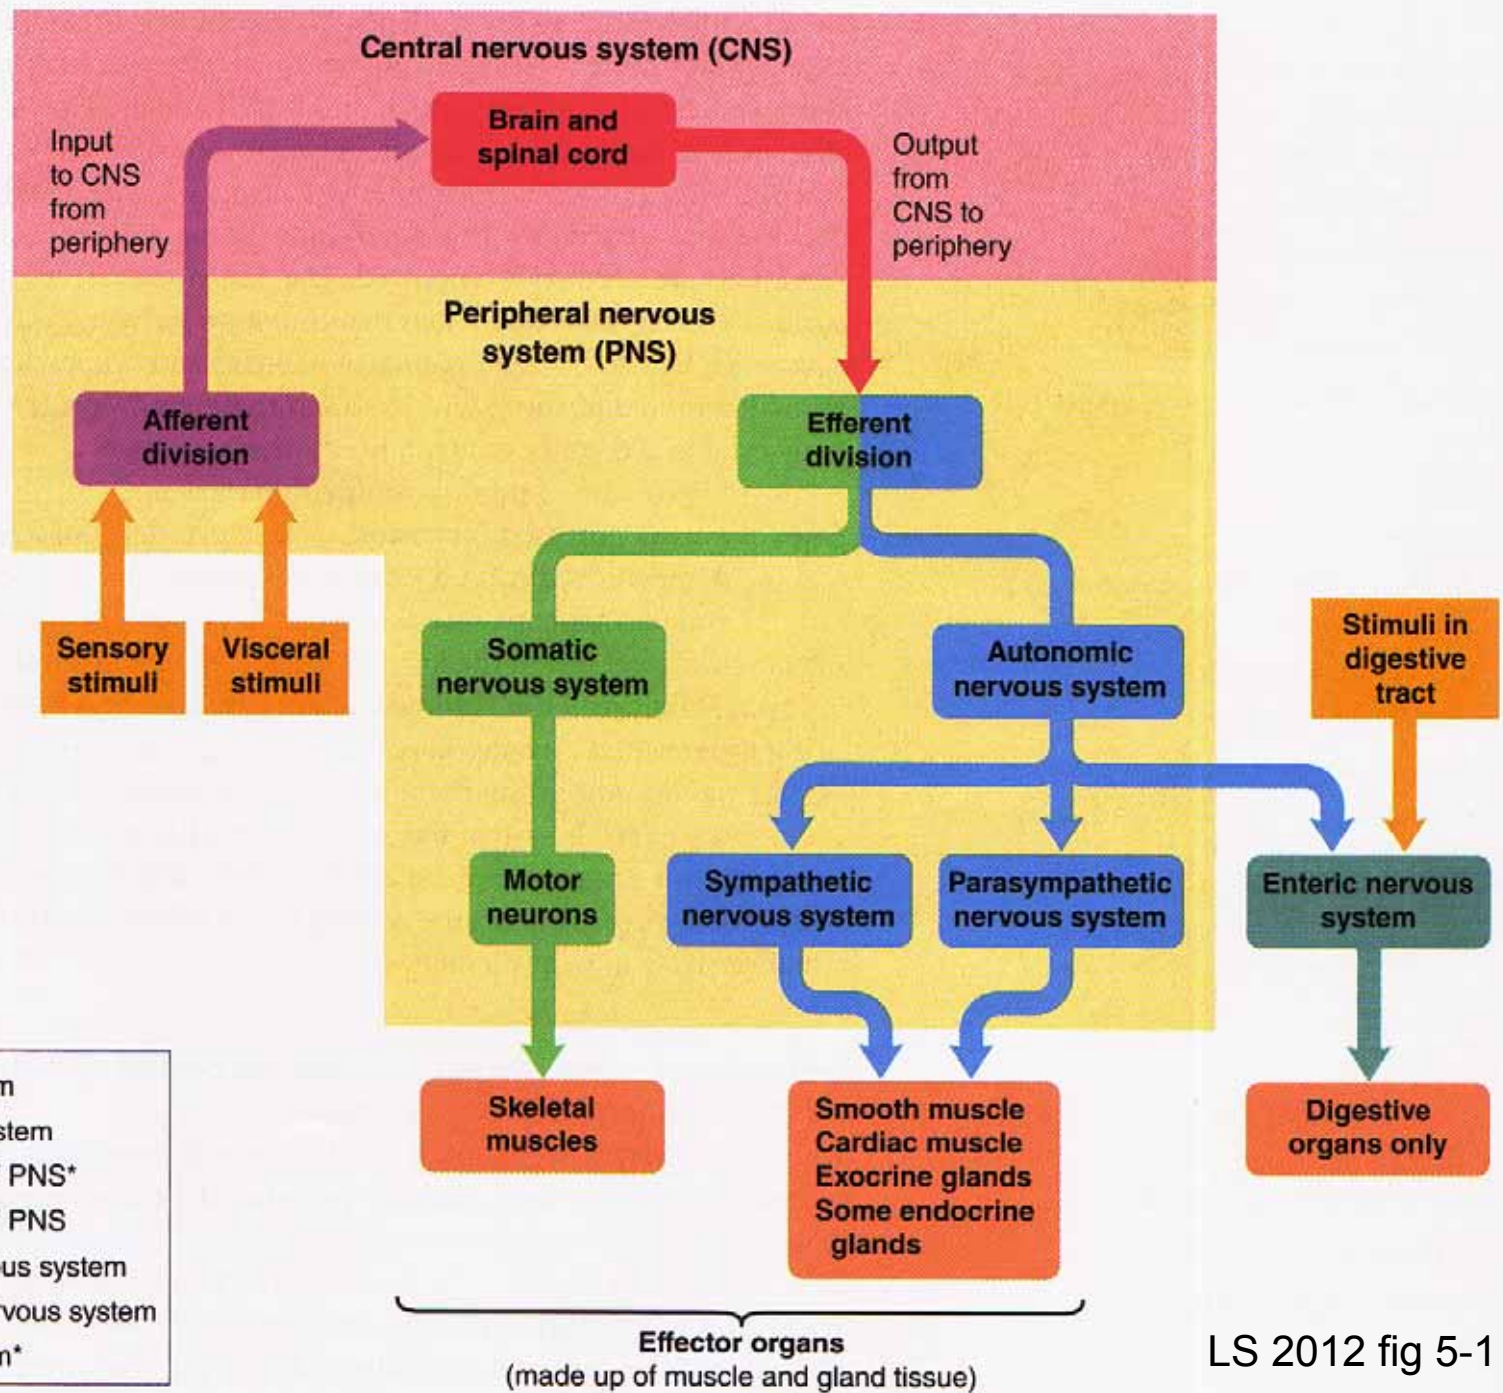 Central nervous system (CNS)
Brain and
spinal cord
Input
to CNS
from
periphery
Output
from
CNS to
periphery
Peripheral nervous
system (PNS)
Afferent
division
Efferent
division
Sensory
stimuli
Visceral
stimuli
Somatic
nervous system
Autonomic
nervous system
Stimuli in
digestive
tract
Motor
neurons
Sympathetic
nervous system
Parasympathetic
nervous system
Enteric nervous
system
Skeletal
muscles
Smooth muscle
Cardiac muscle
Exocrine glands
Some endocrine
glands
Digestive
organs only
PNS*
PNS
system
nervous system
Effector organs
(made up of muscle and gland tissue)
LS 2012 fig 5-1